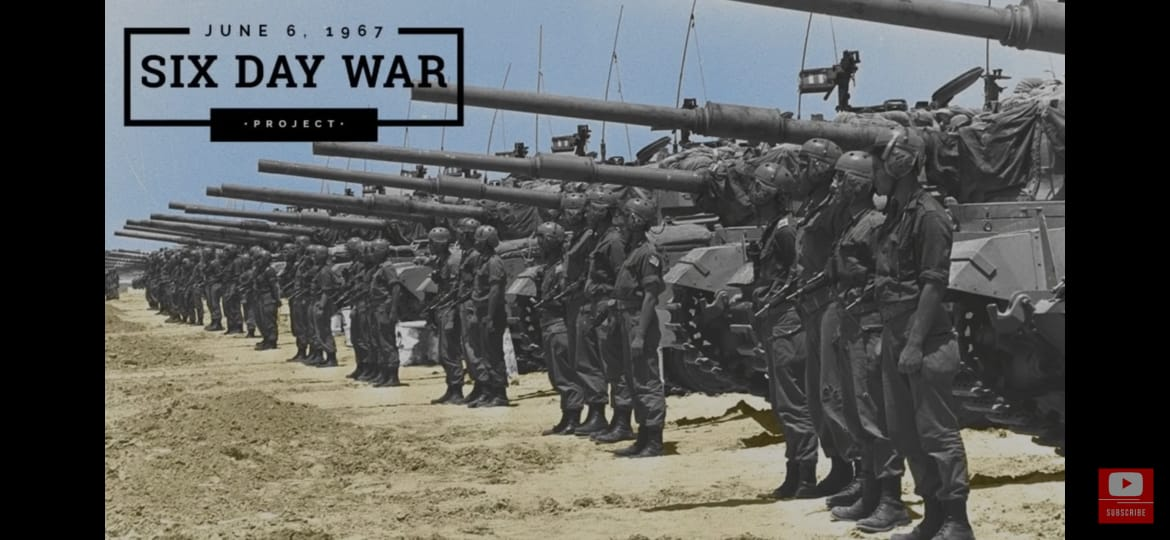 JUNE 6, 1967
SIX DAY WAR
·PROJECT·
SUBSCRIBE